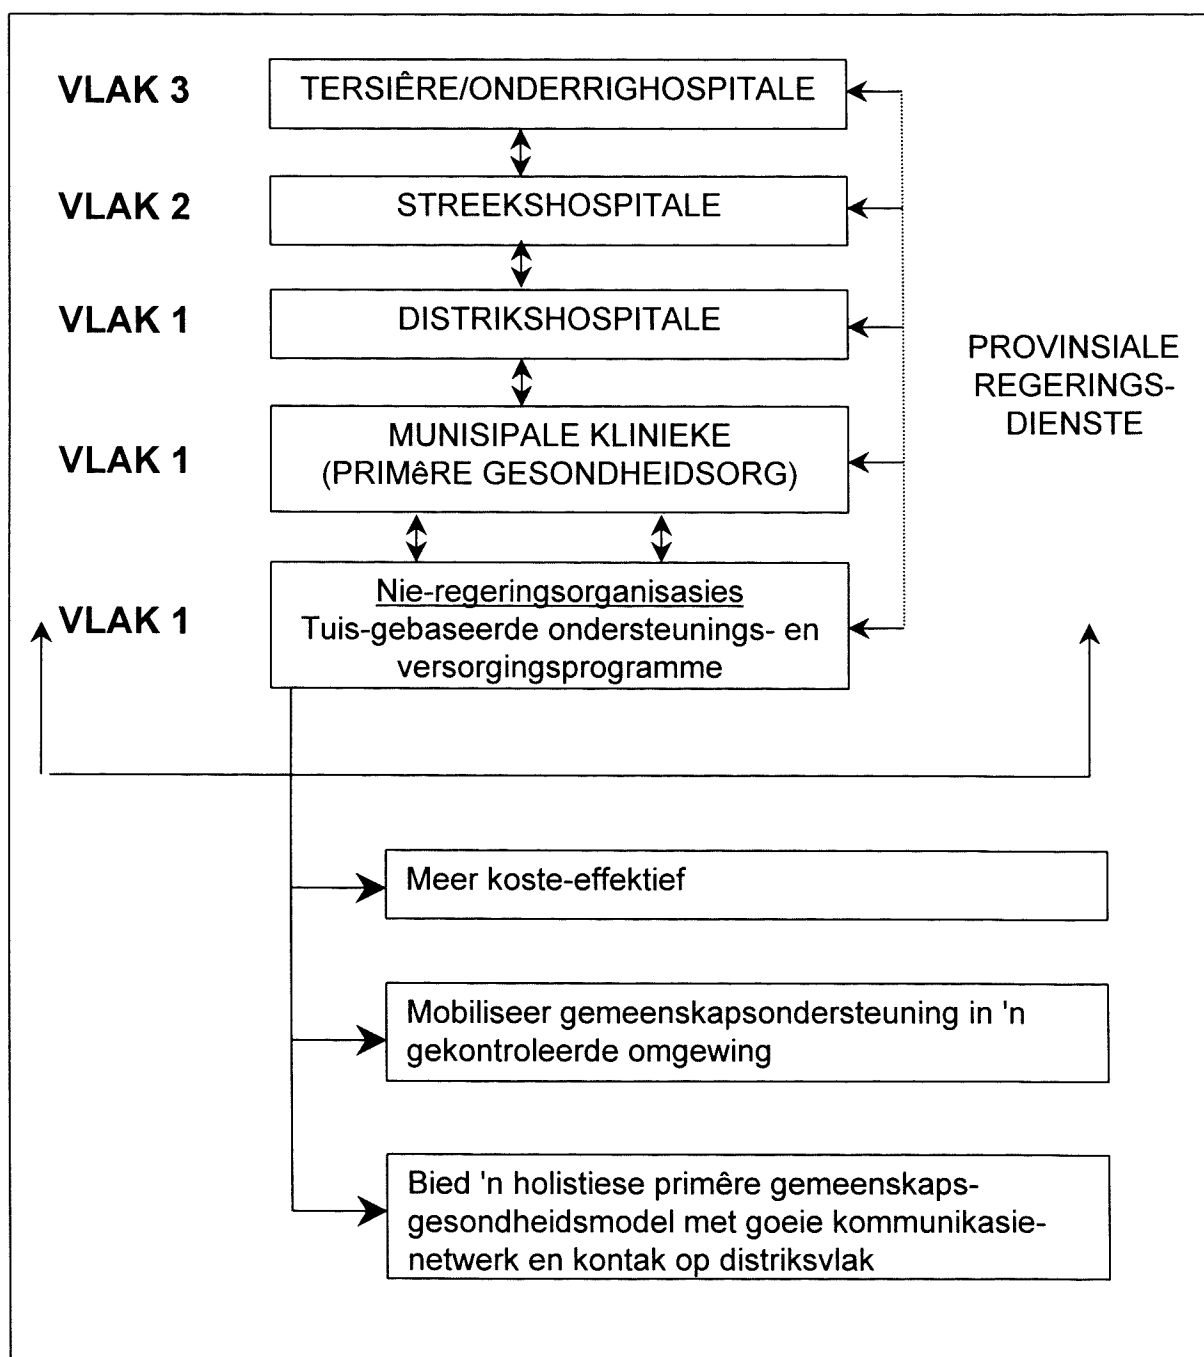 VLAK 3
TERSIÊRE/ONDERRIGHOSPITALE
VLAK 2
STREEKSHOSPITALE
VLAK 1
DISTRIKSHOSPITALE
PROVINSIALE
REGERINGS-
DIENSTE
VLAK 1
MUNISIPALE KLINIEKE
(PRIMêRE GESONDHEIDSORG)
VLAK 1
Nie-regeringsorganisasies
Tuis-gebaseerde ondersteunings- en
versorgingsprogramme
Meer koste-effektief
Mobiliseer gemeenskapsondersteuning in 'n
gekontroleerde omgewing
Bied 'n holistiese primêre gemeenskaps-
gesondheidsmodel met goeie kommunikasie-
netwerk en kontak op distriksvlak